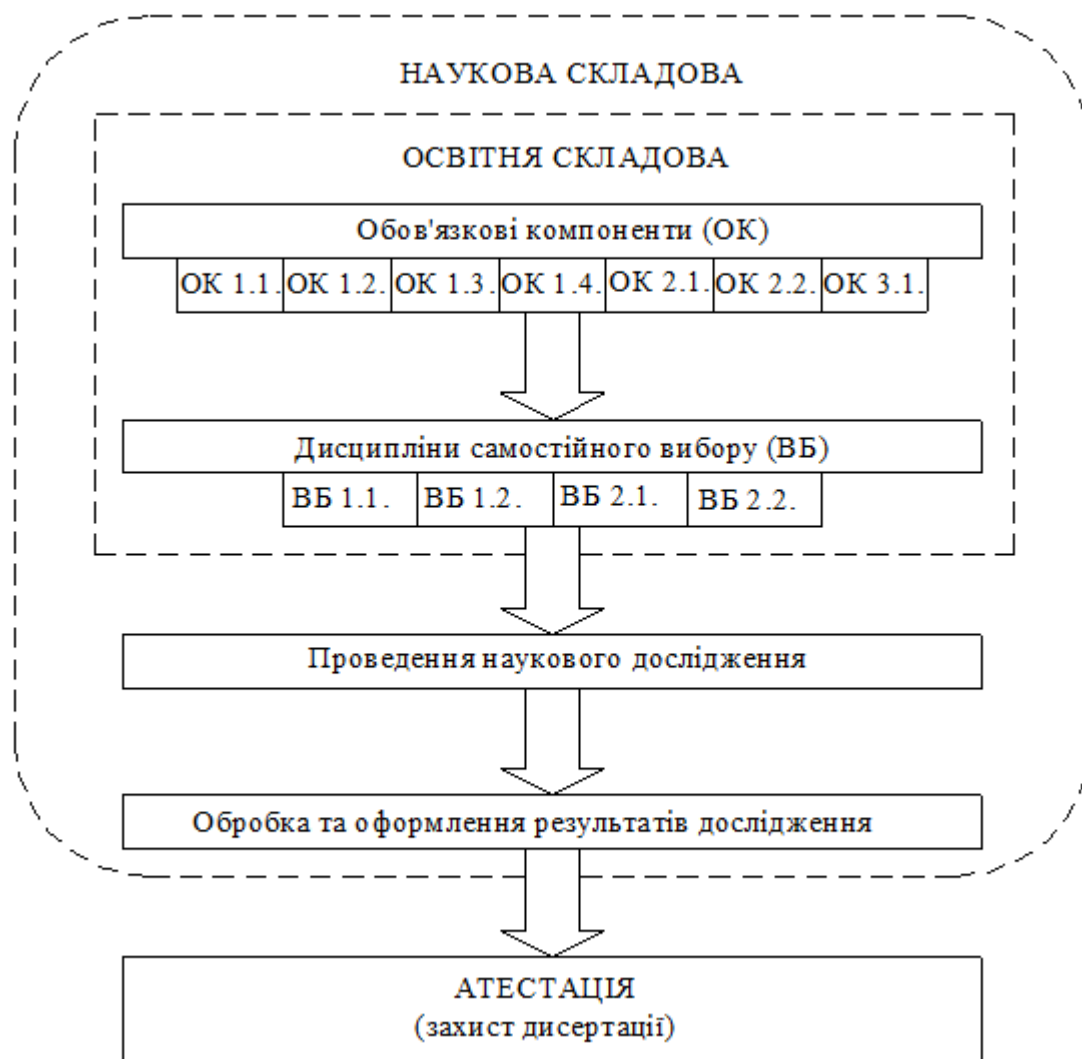 НАУКОВА СКЛАДОВА
ОСВІТНЯ СКЛАДОВА
Обов'язкові компоненти (ОК)
ОК 1.1. ОК 1.2. ОК 1.3. ОК 1.4. ОК 2.1. ОК 2.2. ОК 3.1.
Дисципліни самостійного вибору (ВБ)
ВБ 1.1. ВБ 1.2. ВБ 2.1. ВБ 2.2.
Проведення наукового дослідження
Обробка та оформлення результатів дослідження
АТЕСТАЦІЯ
(захист дисертації)